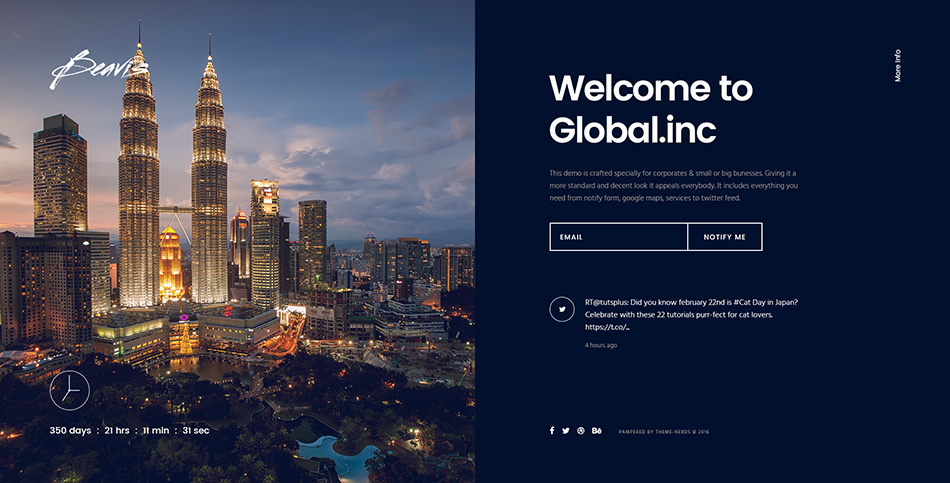 Beavis
350 days : 21 hrs : 11 min : 31 sec
More Info
Welcome to
Global.inc
This demo is crafted specially for corporates & small or big bunesses. Giving it a
more standard and decent look it appeals everybody. It includes everything you
need from notify form, google maps, services to twitter feed.
EMAIL NOTIFY ME
RT@tutsplus: Did you know february 22nd is #Cat Day in Japan?
Celebrate with these 22 tutorials purr-fect for cat lovers.
https://t.co/...
4 hours ago
PAMPERED BY THEME-NERDS © 2016